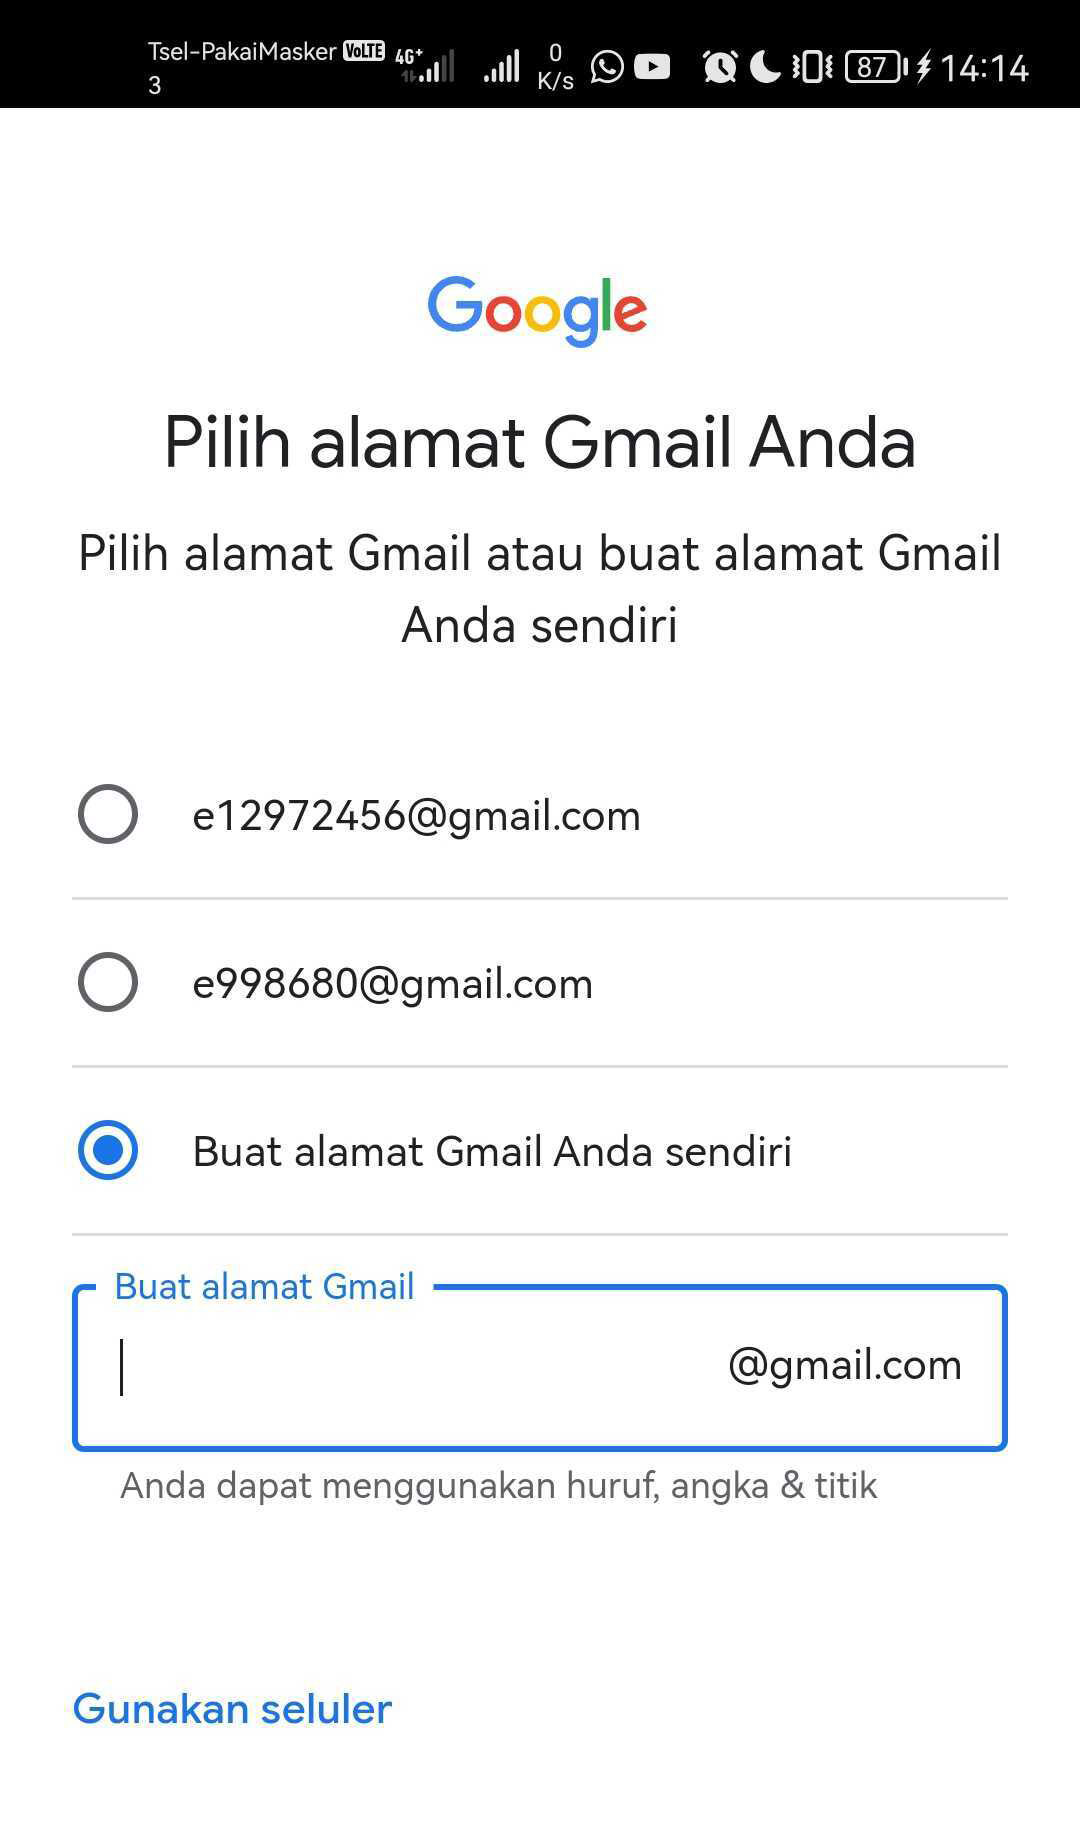 Tsel-PakaiMasker VoLTE 4G+ 0 87 14:14
3 K/s
Google
Pilih alamat Gmail Anda
Pilih alamat Gmail atau buat alamat Gmail
Anda sendiri
e12972456@gmail.com
e998680@gmail.com
Buat alamat Gmail Anda sendiri
Buat alamat Gmail
@gmail.com
Anda dapat menggunakan huruf, angka & titik
Gunakan seluler